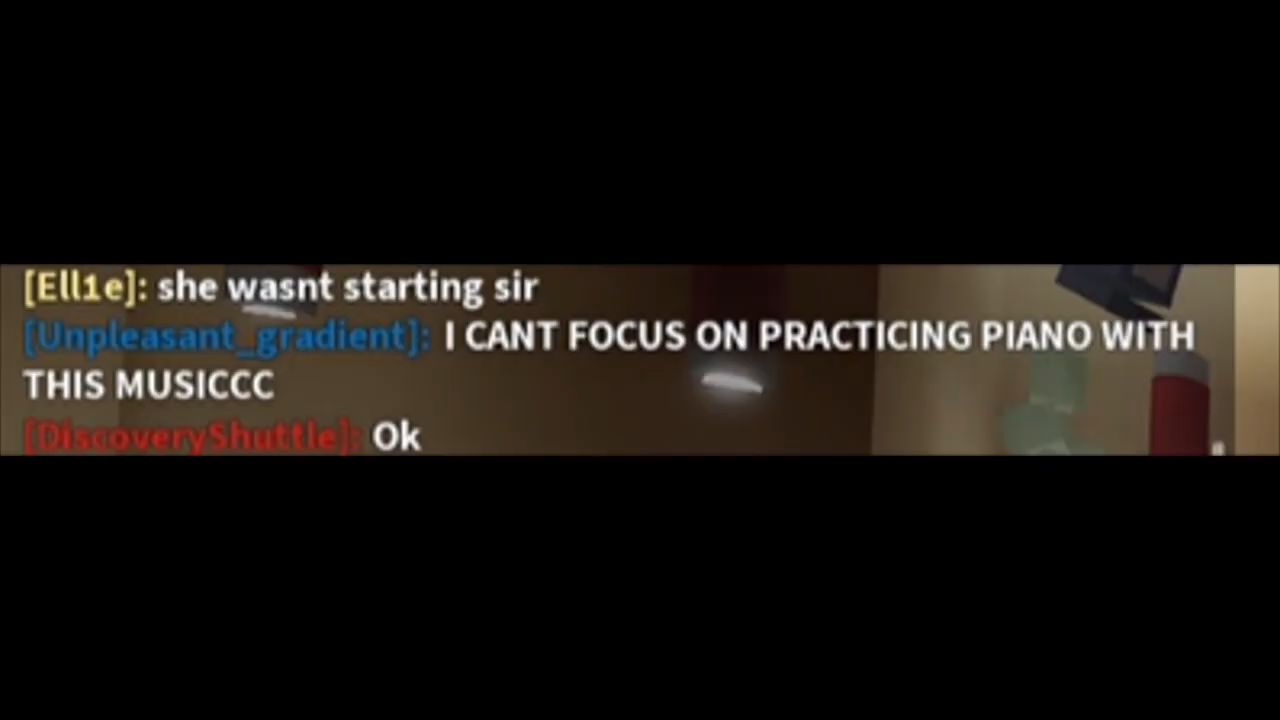 [Ell1e]: she wasnt starting sir
[Unpleasant_gradient]: I CANT FOCUS ON PRACTICING PIANO WITH
THIS MUSICCC
[DiscoveryShuttle]: Ok